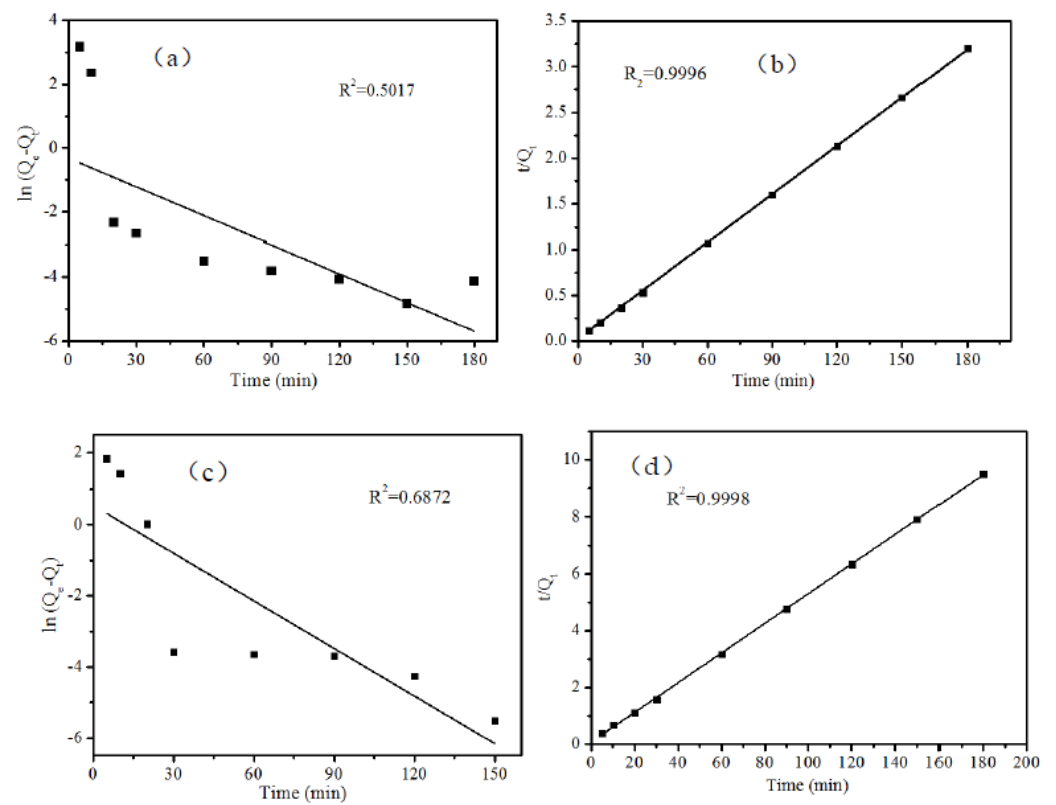 (a)
R²=0.5017
ln (Qe-Qt)
4
2
0
-2
-4
-6
0 30 60 90 120 150 180
Time (min)
(b)
R2=0.9996
t/Qt
3.5
3.0
2.5
2.0
1.5
1.0
0.5
0.0
0 30 60 90 120 150 180
Time (min)
(c)
R²=0.6872
ln (Qe-Qt)
2
0
-2
-4
-6
0 30 60 90 120 150
Time (min)
(d)
R²=0.9998
t/Qt
10
8
6
4
2
0
0 20 40 60 80 100 120 140 160 180 200
Time (min)